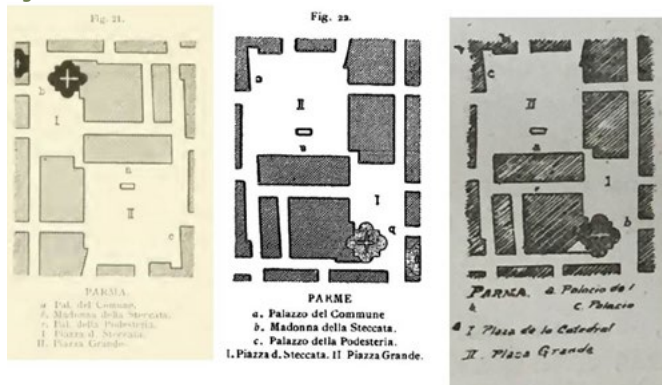 Fig. 21.
b
I
a
II
c
PARMA.
a Pal. del Comune.
b Madonna della Steccata.
c Pal. della Podesteria.
I Piazza d. Steccata.
II. Piazza Grande.
Fig. 22.
II
I
q
PARME
a. Palazzo del Commune
b. Madonna della Steccata.
c. Palazzo della Podesteria.
I. Piazza d. Steccata. II Piazza Grande.
c
II
a
I
b
PARMA. a. Palacio del
c. Palacio
I Plaza de la Catedral
II. Plaza Grande